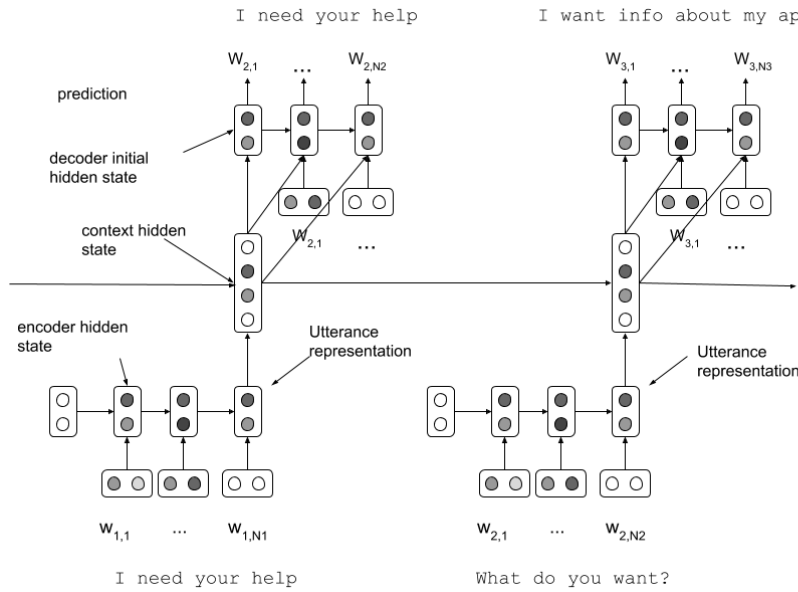 I need your help
I want info about my ap
W2,1 ... W2,N2
W3,1 ... W3,N3
prediction
decoder initial
hidden state
context hidden
state
W2,1 ...
W3,1 ...
encoder hidden
state
Utterance
representation
Utterance
representation
w1,1 ... w1,N1
w2,1 ... w2,N2
I need your help
What do you want?